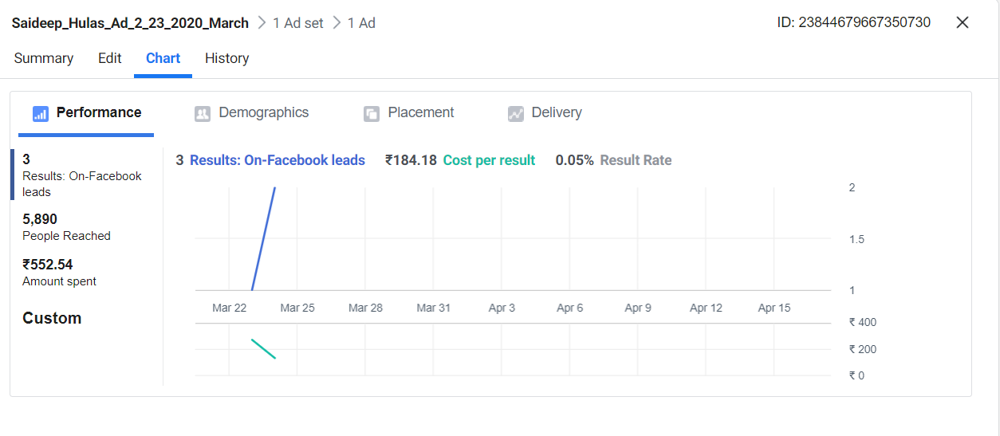 Saideep_Hulas_Ad_2_23_2020_March > 1 Ad set > 1 Ad
ID: 23844679667350730
Summary Edit Chart History
Performance Demographics Placement Delivery
3
Results: On-Facebook
leads
5,890
People Reached
₹552.54
Amount spent
Custom
3 Results: On-Facebook leads ₹184.18 Cost per result 0.05% Result Rate
2
1.5
1
Mar 22 Mar 25 Mar 28 Mar 31 Apr 3 Apr 6 Apr 9 Apr 12 Apr 15
₹ 400
₹ 200
₹ 0